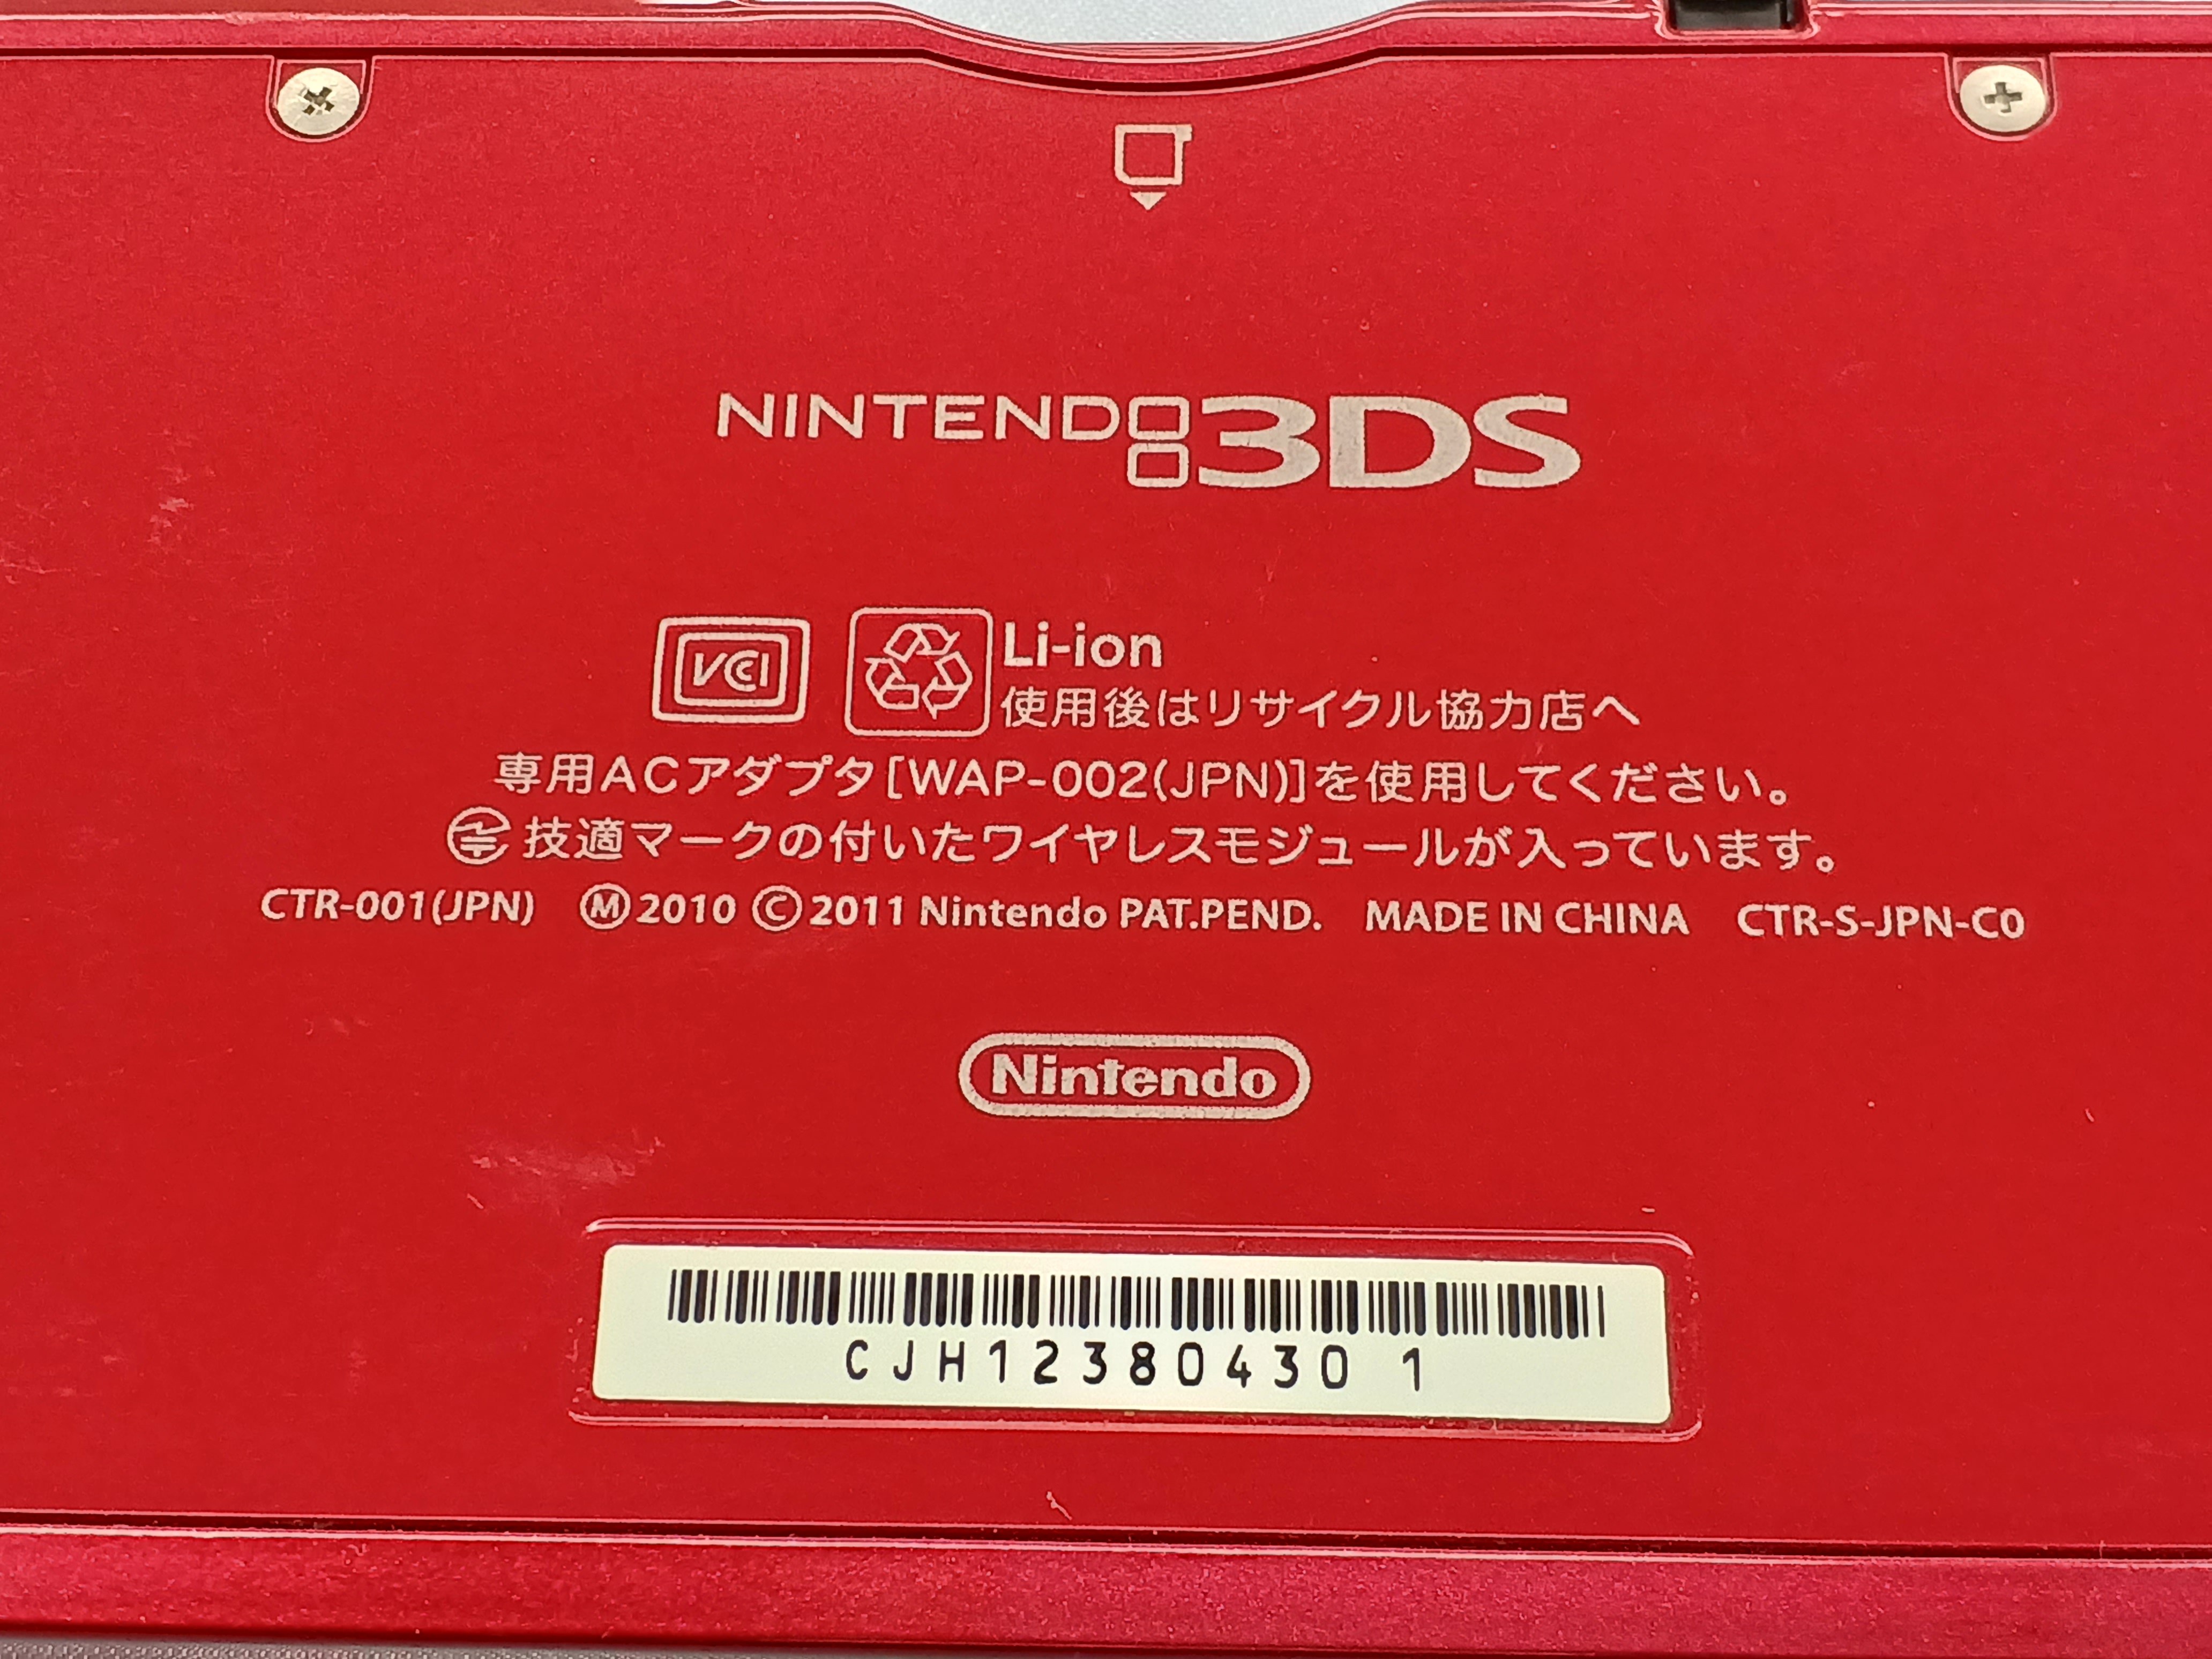 NINTENDO 3DS
VCI
Li-ion
使用後はリサイクル協力店へ
専用ACアダプタ[WAP-002(JPN)]を使用してください。
技適マークの付いたワイヤレスモジュールが入っています。
CTR-001(JPN) Ⓜ2010 ©2011 Nintendo PAT.PEND. MADE IN CHINA CTR-S-JPN-C0
Nintendo
CJH12380430 1